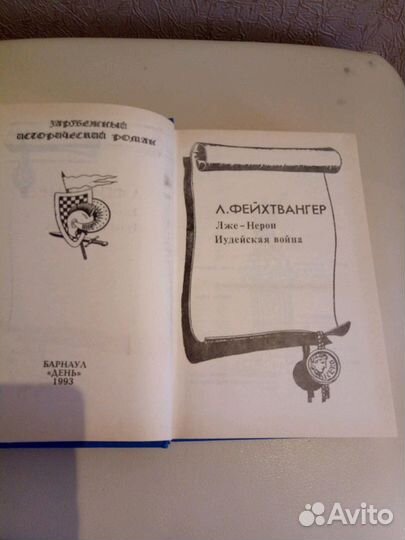 ЗАРУБЕЖНЫЙ
ИСТОРИЧЕСКИЙ РОМАН
БАРНАУЛ
«ДЕНЬ»
1993
Л.ФЕЙХТВАНГЕР
Лже-Нерон
Иудейская война
Avito